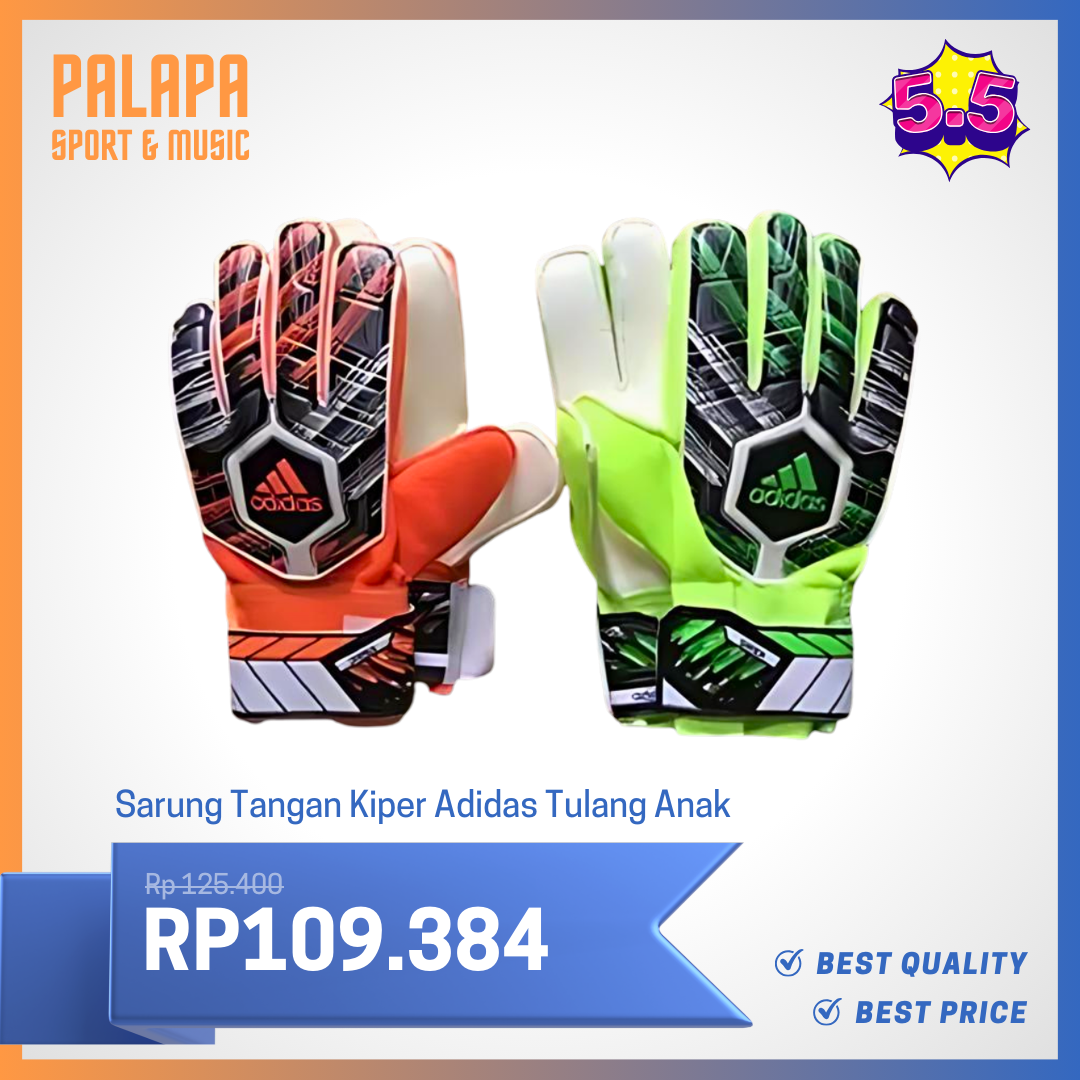 PALAPA
SPORT & MUSIC
5.5
adidas
adidas
Sarung Tangan Kiper Adidas Tulang Anak
Rp 125.400
RP109.384
BEST QUALITY
BEST PRICE